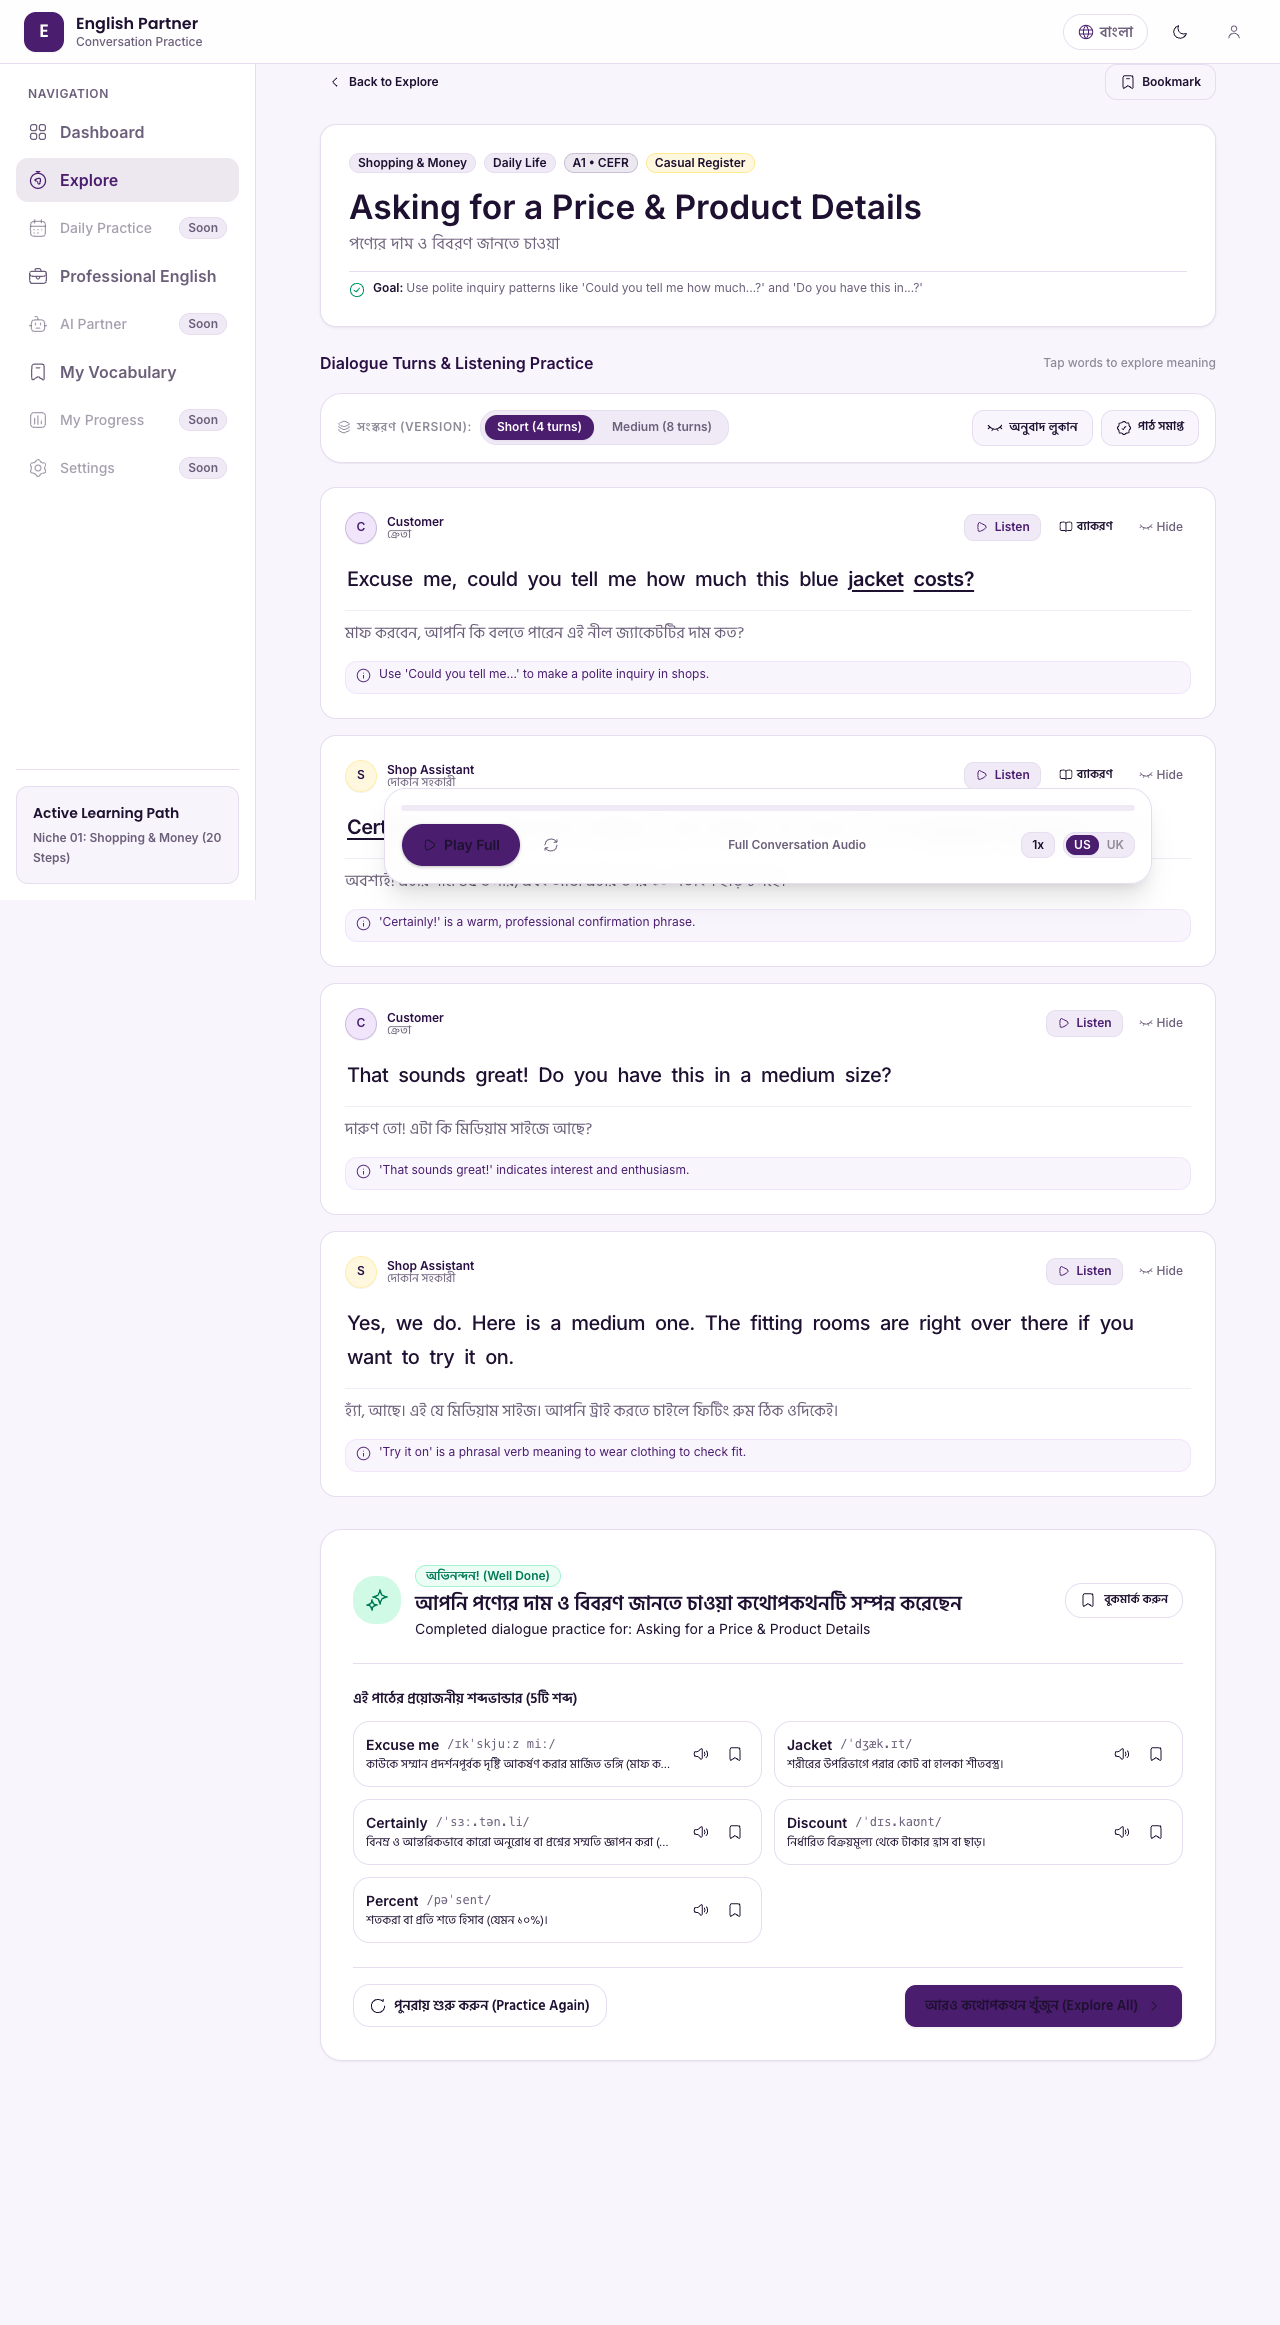 E
English Partner
Conversation Practice
বাংলা
NAVIGATION
Dashboard
Explore
Daily Practice Soon
Professional English
AI Partner Soon
My Vocabulary
My Progress Soon
Settings Soon
Active Learning Path
Niche 01: Shopping & Money (20
Steps)
Back to Explore
Bookmark
Shopping & Money Daily Life A1 • CEFR Casual Register
Asking for a Price & Product Details
পণ্যের দাম ও বিবরণ জানতে চাওয়া
Goal: Use polite inquiry patterns like 'Could you tell me how much...?' and 'Do you have this in...?'
Dialogue Turns & Listening Practice
Tap words to explore meaning
সংস্করণ (VERSION): Short (4 turns) Medium (8 turns)
অনুবাদ লুকান পাঠ সমাপ্ত
C
Customer
ক্রেতা
Listen ব্যাকরণ Hide
Excuse me, could you tell me how much this blue jacket costs?
মাফ করবেন, আপনি কি বলতে পারেন এই নীল জ্যাকেটটির দাম কত?
Use 'Could you tell me...' to make a polite inquiry in shops.
S
Shop Assistant
দোকান সহকারী
Listen ব্যাকরণ Hide
Cert
Play Full
Full Conversation Audio
1x US UK
অবশ্যই!
'Certainly!' is a warm, professional confirmation phrase.
C
Customer
ক্রেতা
Listen Hide
That sounds great! Do you have this in a medium size?
দারুণ তো! এটা কি মিডিয়াম সাইজে আছে?
'That sounds great!' indicates interest and enthusiasm.
S
Shop Assistant
দোকান সহকারী
Listen Hide
Yes, we do. Here is a medium one. The fitting rooms are right over there if you
want to try it on.
হ্যাঁ, আছে। এই যে মিডিয়াম সাইজ। আপনি ট্রাই করতে চাইলে ফিটিং রুম ঠিক ওদিকেই।
'Try it on' is a phrasal verb meaning to wear clothing to check fit.
অভিনন্দন! (Well Done)
আপনি পণ্যের দাম ও বিবরণ জানতে চাওয়া কথোপকথনটি সম্পন্ন করেছেন
Completed dialogue practice for: Asking for a Price & Product Details
বুকমার্ক করুন
এই পাঠের প্রয়োজনীয় শব্দভান্ডার (5টি শব্দ)
Excuse me /ɪkˈskjuːz miː/
কাউকে সম্মান প্রদর্শনপূর্বক দৃষ্টি আকর্ষণ করার মার্জিত ভঙ্গি (মাফ ক...
Jacket /ˈdʒæk.ɪt/
শরীরের উপরিভাগে পরার কোট বা হালকা শীতবস্ত্র।
Certainly /ˈsɜː.tən.li/
বিনম্র ও আন্তরিকভাবে কারো অনুরোধ বা প্রশ্নের সম্মতি জ্ঞাপন করা (...
Discount /ˈdɪs.kaʊnt/
নির্ধারিত বিক্রয়মূল্য থেকে টাকার হ্রাস বা ছাড়।
Percent /pəˈsent/
শতকরা বা প্রতি শতে হিসাব (যেমন ১০%)।
পুনরায় শুরু করুন (Practice Again)
আরও কথোপকথন খুঁজুন (Explore All)